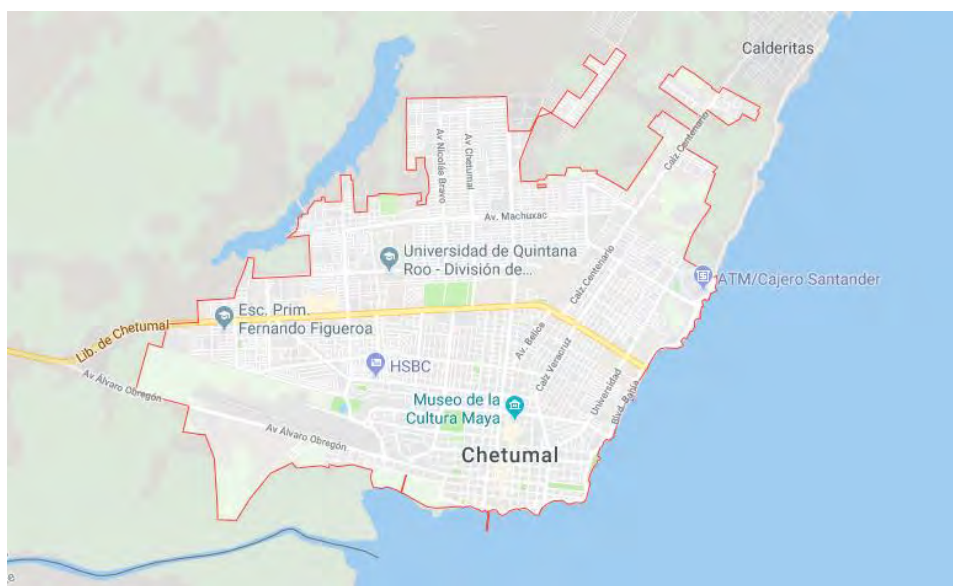 Calderitas
Calz Centenario
Av Nicolás Bravo
Av Chetumal
Av. Machuxac
Universidad de Quintana
Roo - División de...
Calz.Centenario
ATM/Cajero Santander
Esc. Prim.
Fernando Figueroa
Lib. de Chetumal
Av. Belice
Calz Veracruz
HSBC
Av Álvaro Obregón
Universidad
Blvd. Bahía
Museo de la
Cultura Maya
Av Álvaro Obregón
Chetumal
e